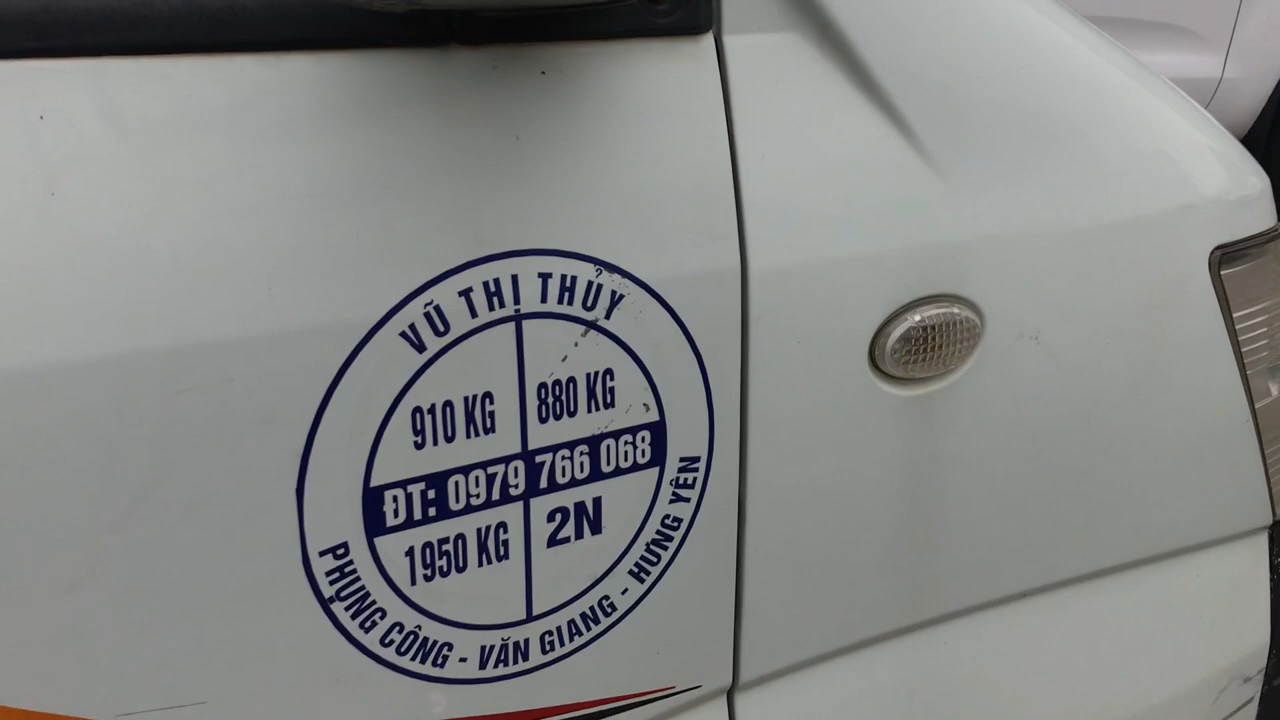 VŨ THỊ THỦY
910 KG
880 KG
ĐT: 0979 766 068
1950 KG
2N
PHỤNG CÔNG - VĂN GIANG - HƯNG YÊN